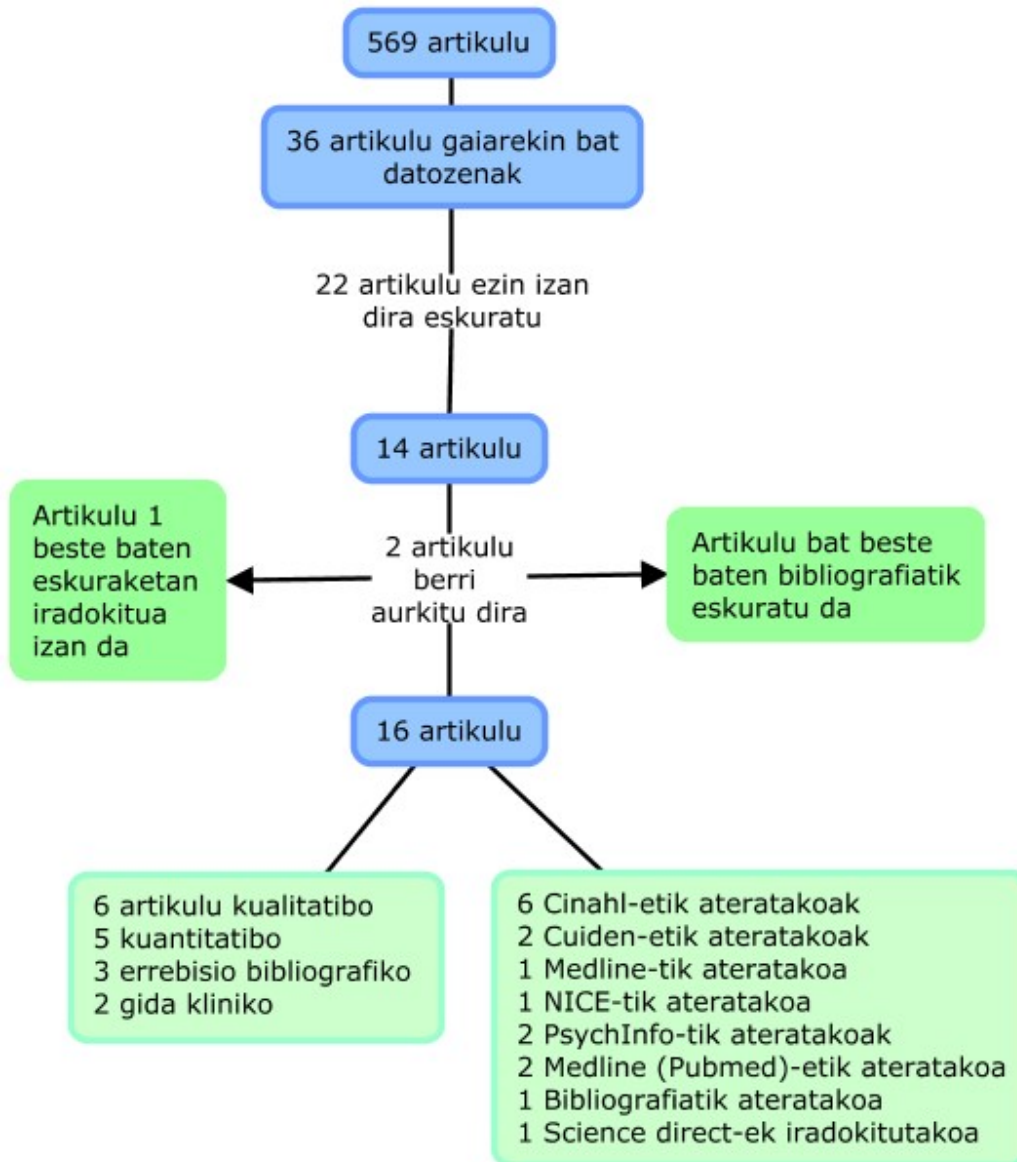 569 artikulu
36 artikulu gaiarekin bat
datozenak
22 artikulu ezin izan
dira eskuratu
14 artikulu
Artikulu 1
beste baten
eskuraketan
iradokitua
izan da
2 artikulu
berri
aurkitu dira
Artikulu bat beste
baten bibliografiatik
eskuratu da
16 artikulu
6 artikulu kualitatibo
5 kuantitatibo
3 errebisio bibliografiko
2 gida kliniko
6 Cinahl-etik ateratakoak
2 Cuiden-etik ateratakoak
1 Medline-tik ateratakoa
1 NICE-tik ateratakoa
2 PsychInfo-tik ateratakoak
2 Medline (Pubmed)-etik ateratakoa
1 Bibliografiatik ateratakoa
1 Science direct-ek iradokitutakoa